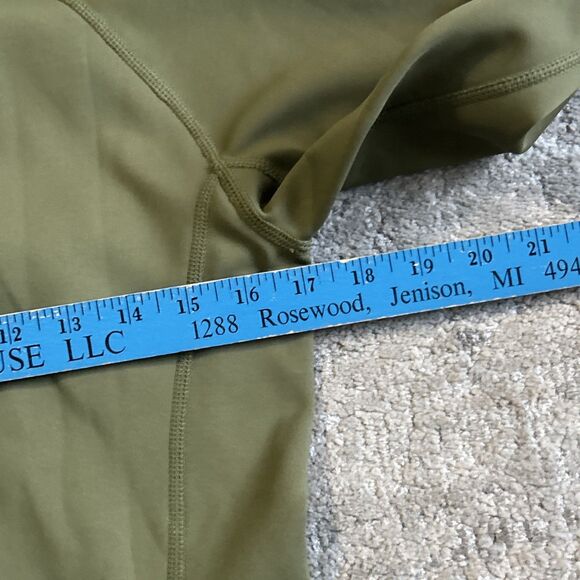 12 13 14 15 16 17 18 19 20 21
USE LLC 1288 Rosewood, Jenison, MI 494